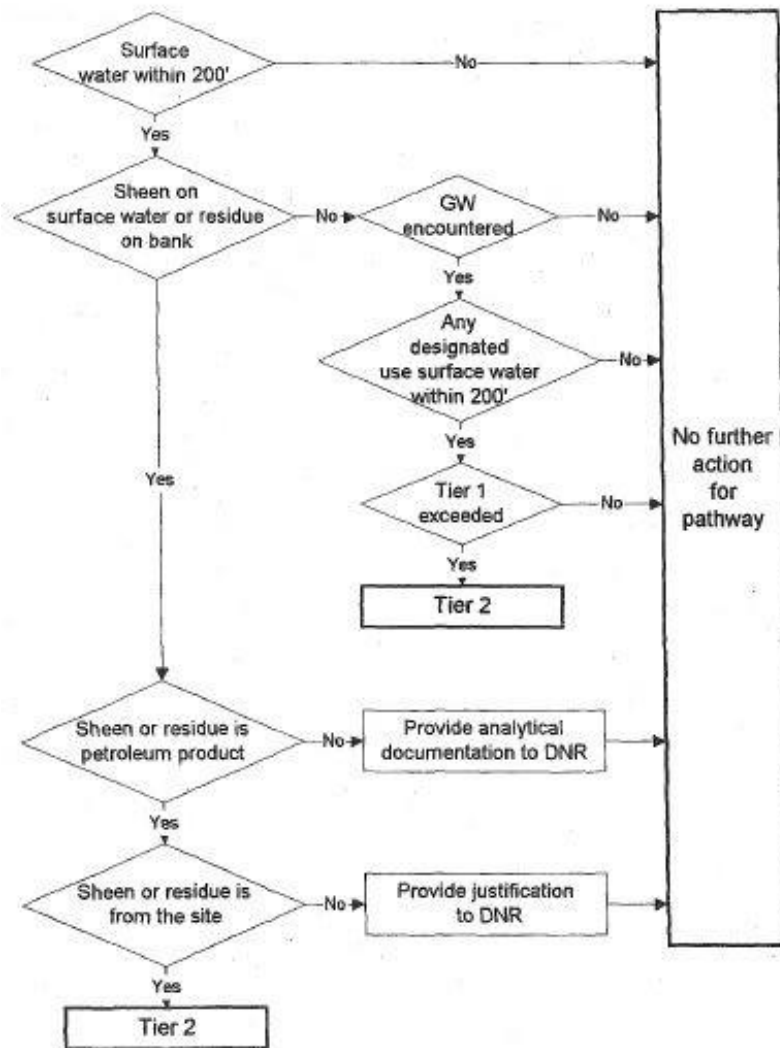 Surface
water within 200'
No
Yes
Sheen on
surface water or residue
on bank
No
GW
encountered
No
Yes
Any
designated
use surface water
within 200'
No
Yes
Tier 1
exceeded
No
Yes
Tier 2
Yes
No further
action
for
pathway
Sheen or residue is
petroleum product
No
Provide analytical
documentation to DNR
Yes
Sheen or residue is
from the site
No
Provide justification
to DNR
Yes
Tier 2